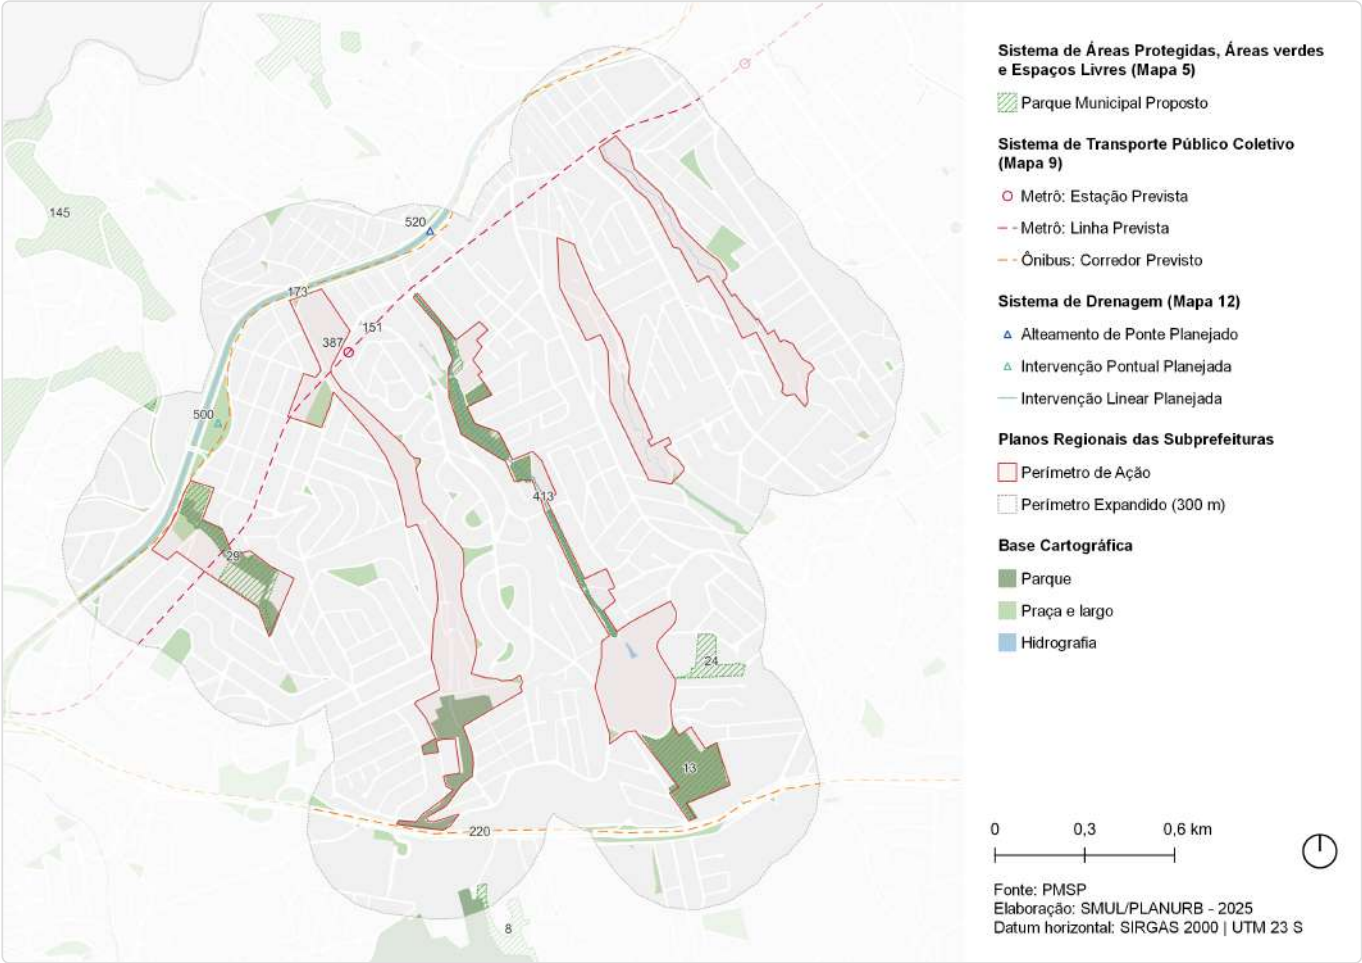 145
520
173
151
387
500
413
29
24
13
220
8
Sistema de Áreas Protegidas, Áreas verdes
e Espaços Livres (Mapa 5)
Parque Municipal Proposto
Sistema de Transporte Público Coletivo
(Mapa 9)
Metrô: Estação Prevista
Metrô: Linha Prevista
Ônibus: Corredor Previsto
Sistema de Drenagem (Mapa 12)
Alteamento de Ponte Planejado
Intervenção Pontual Planejada
Intervenção Linear Planejada
Planos Regionais das Subprefeituras
Perímetro de Ação
Perímetro Expandido (300 m)
Base Cartográfica
Parque
Praça e largo
Hidrografia
0 0,3 0,6 km
Fonte: PMSP
Elaboração: SMUL/PLANURB - 2025
Datum horizontal: SIRGAS 2000 | UTM 23 S